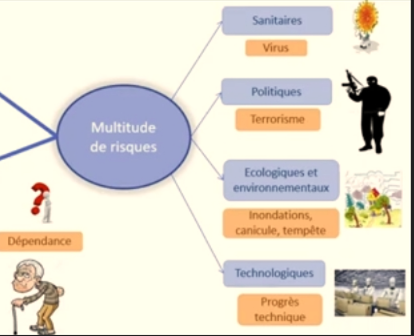 Sanitaires
Virus
Politiques
Terrorisme
Multitude
de risques
Ecologiques et
environnementaux
Inondations,
canicule, tempête
Dépendance
Technologiques
Progrès
technique